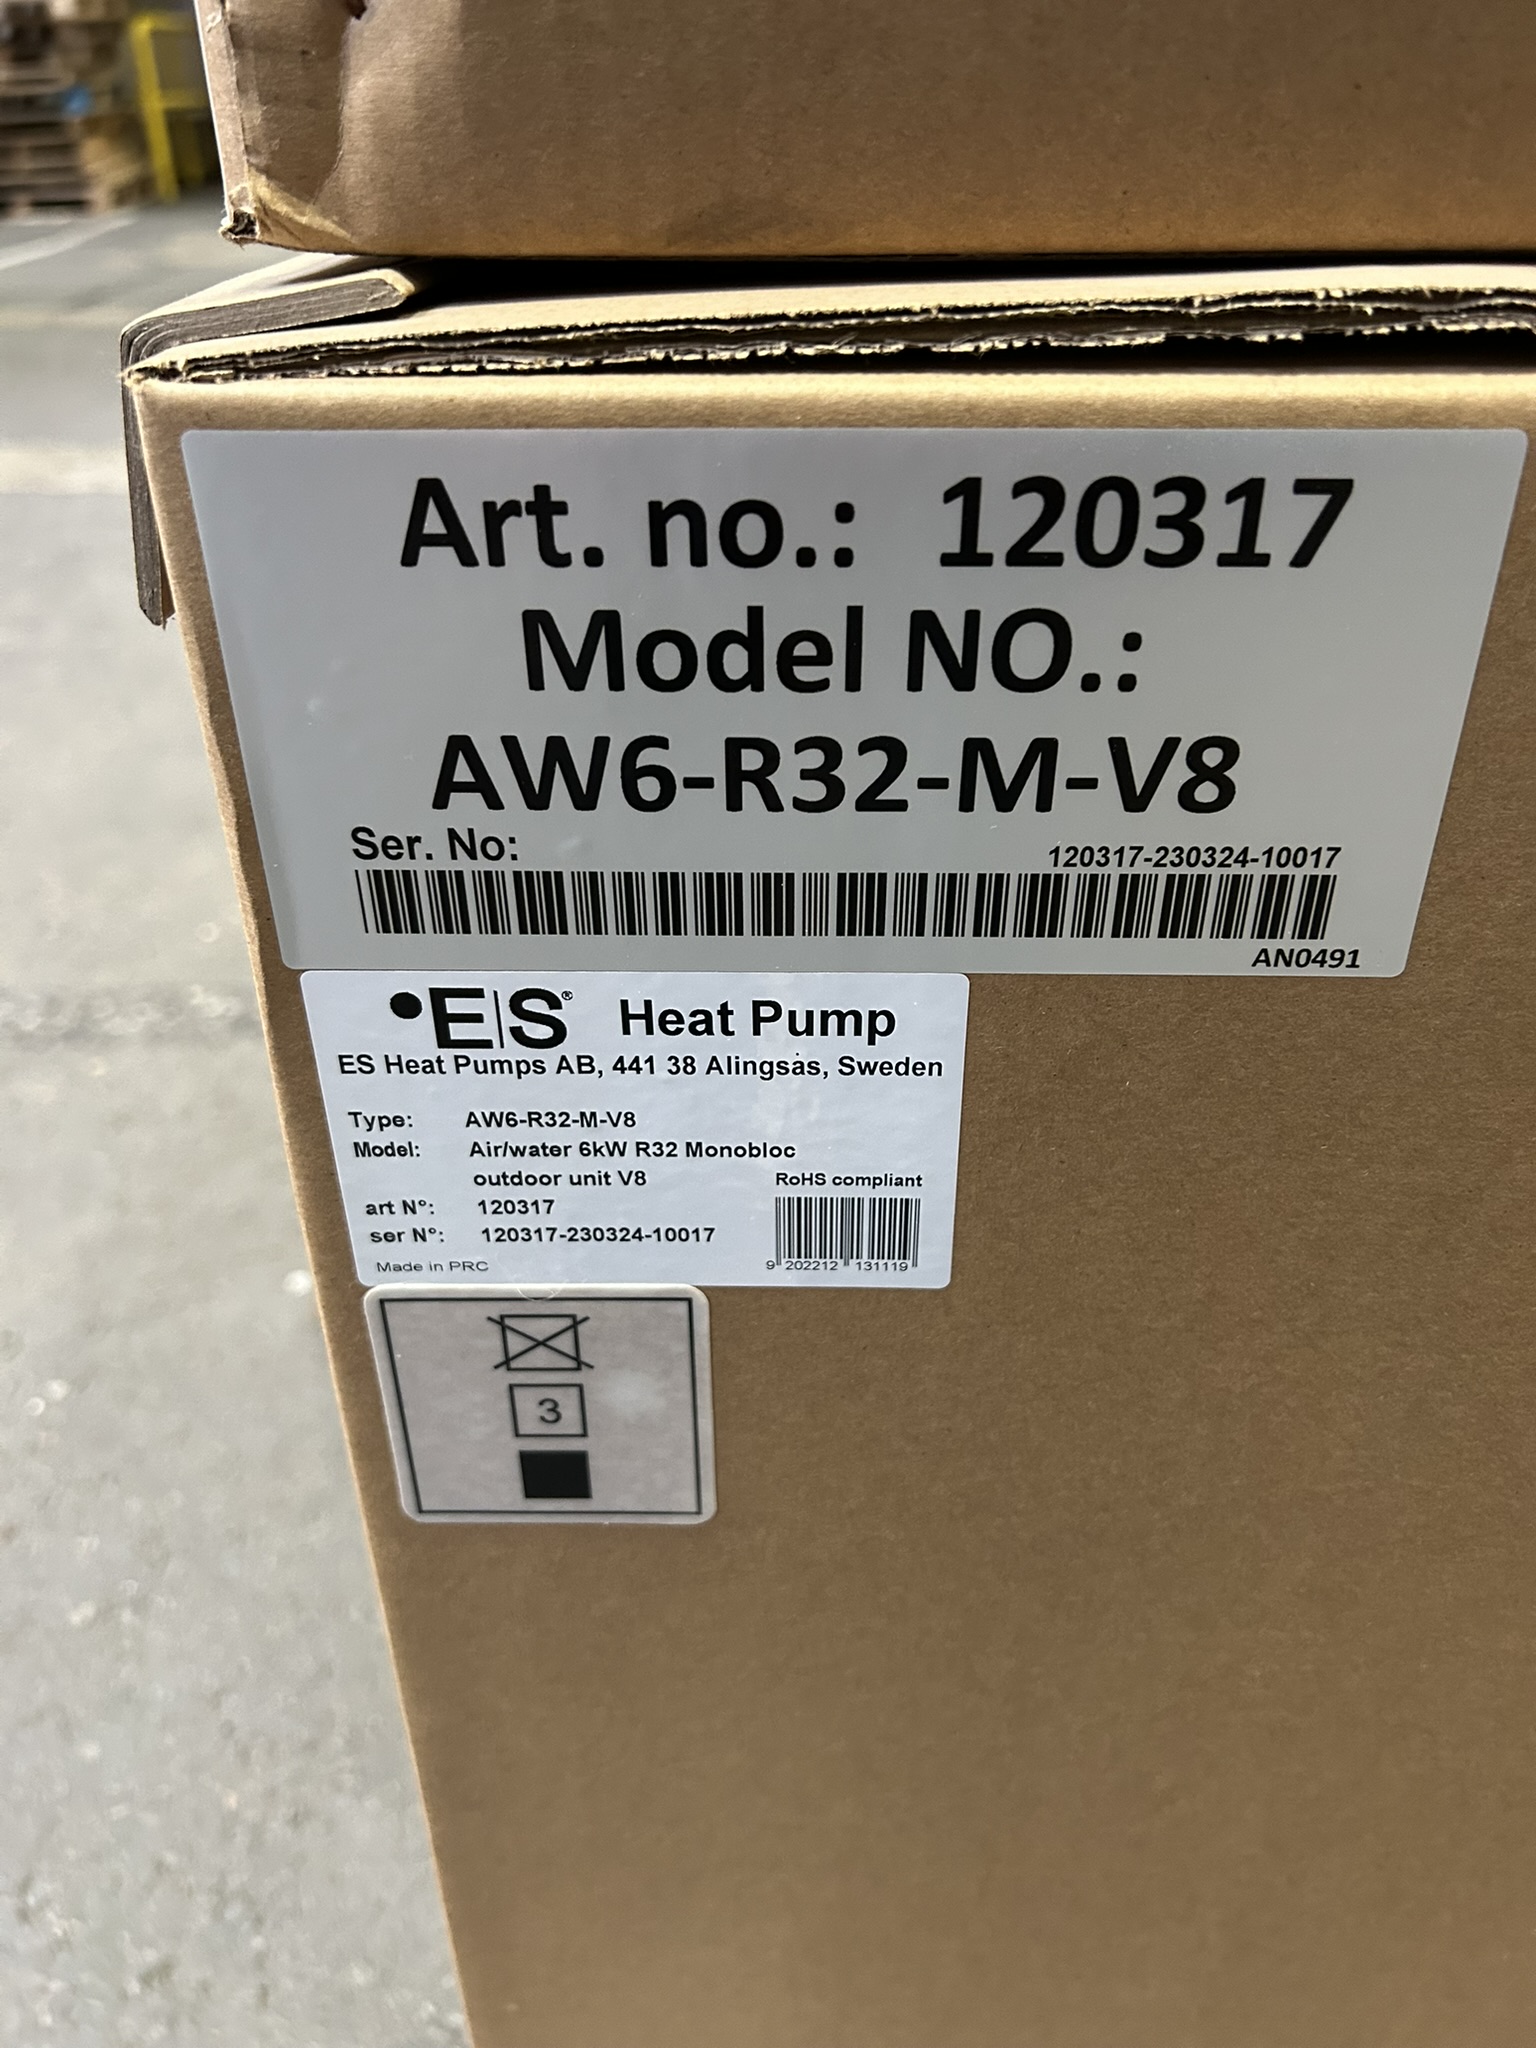 Art. no.: 120317
Model NO.:
AW6-R32-M-V8
Ser. No:
120317-230324-10017
AN0491
E|S® Heat Pump
ES Heat Pumps AB, 441 38 Alingsås, Sweden
Type: AW6-R32-M-V8
Model: Air/water 6kW R32 Monobloc
outdoor unit V8
RoHS compliant
art N°: 120317
ser N°: 120317-230324-10017
Made in PRC
9 202212 131119
3